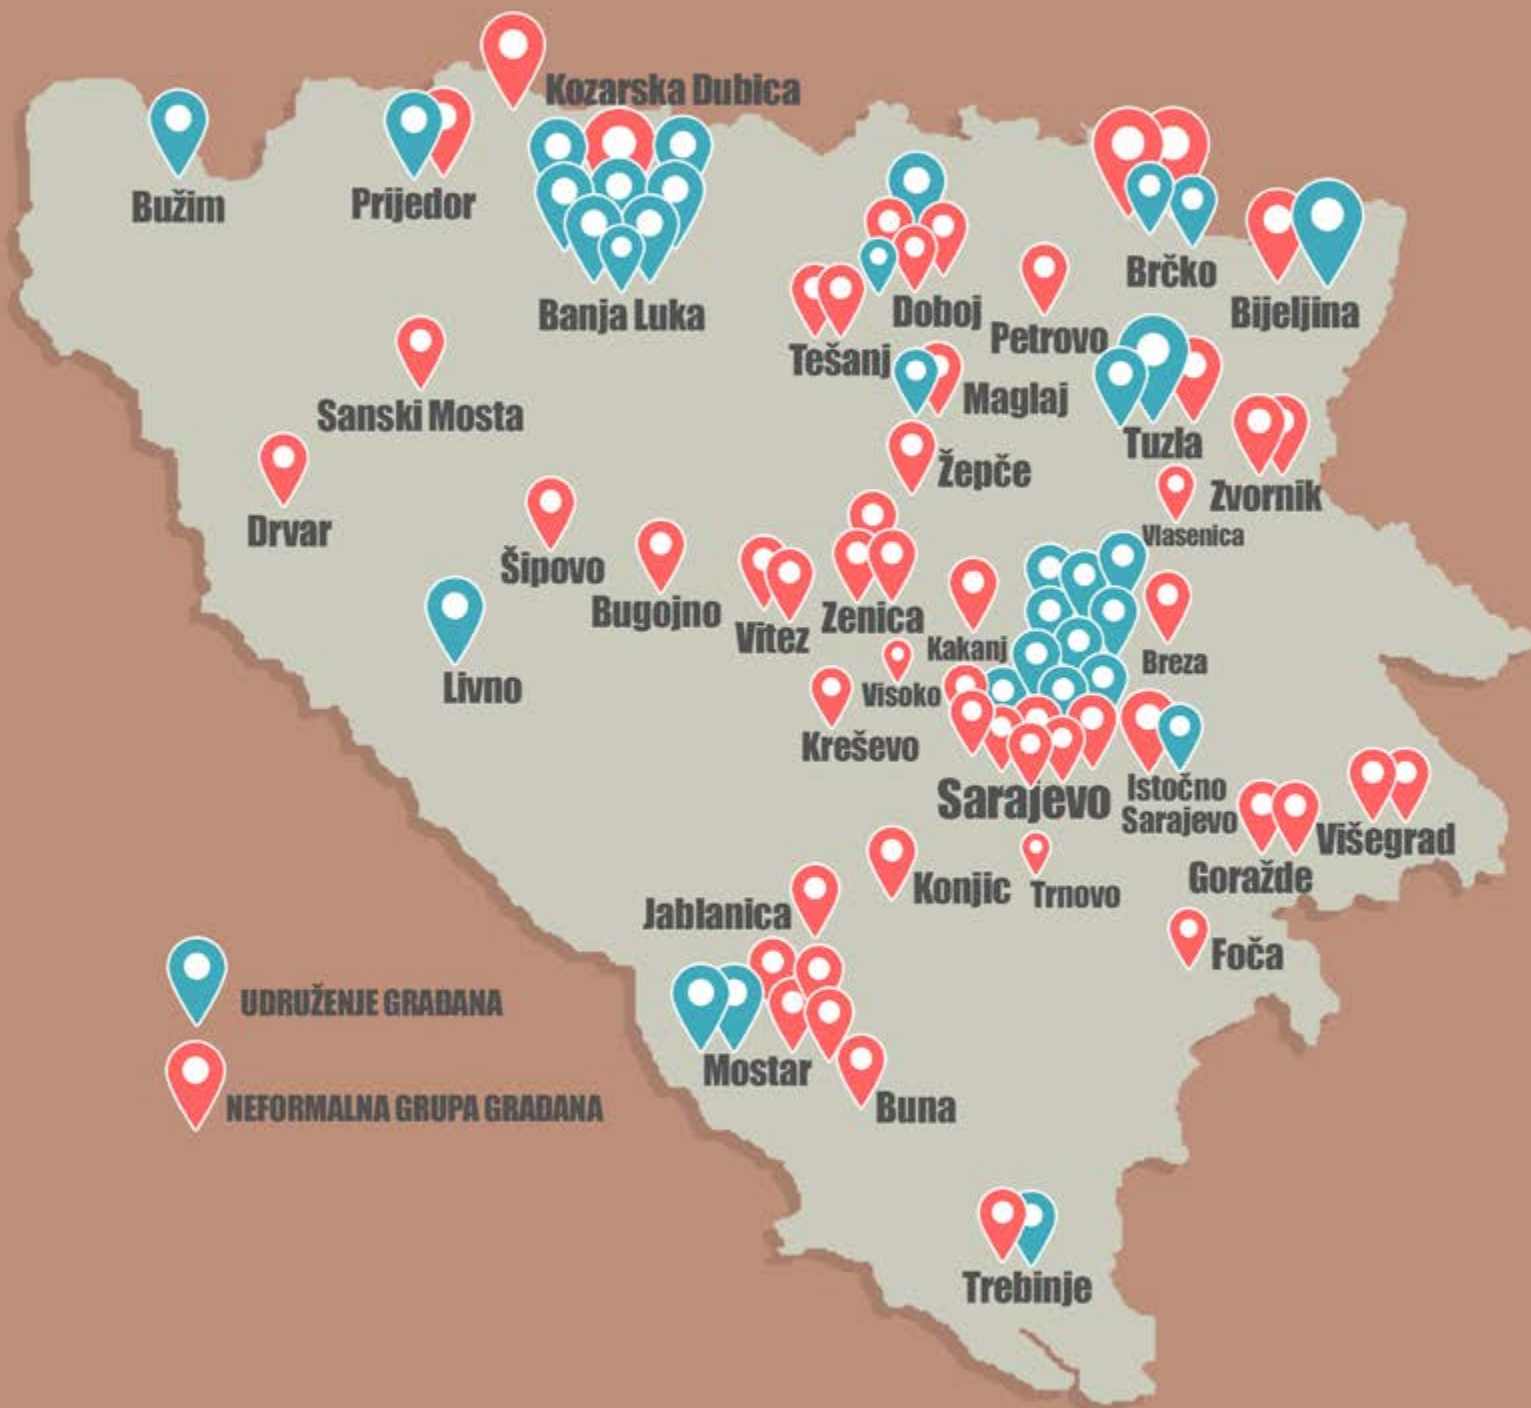 Kozarska Dubica
Bužim
Prijedor
Banja Luka
Doboj
Brčko
Bijeljina
Petrovo
Tešanj
Maglaj
Sanski Mosta
Tuzla
Žepče
Zvornik
Drvar
Vlasenica
Šipovo
Bugojno
Vitez
Zenica
Kakanj
Breza
Livno
Visoko
Kreševo
Sarajevo
Istočno
Sarajevo
Višegrad
Goražde
Konjic
Trnovo
Jablanica
Foča
UDRUŽENJE GRAĐANA
Mostar
NEFORMALNA GRUPA GRAĐANA
Buna
Trebinje